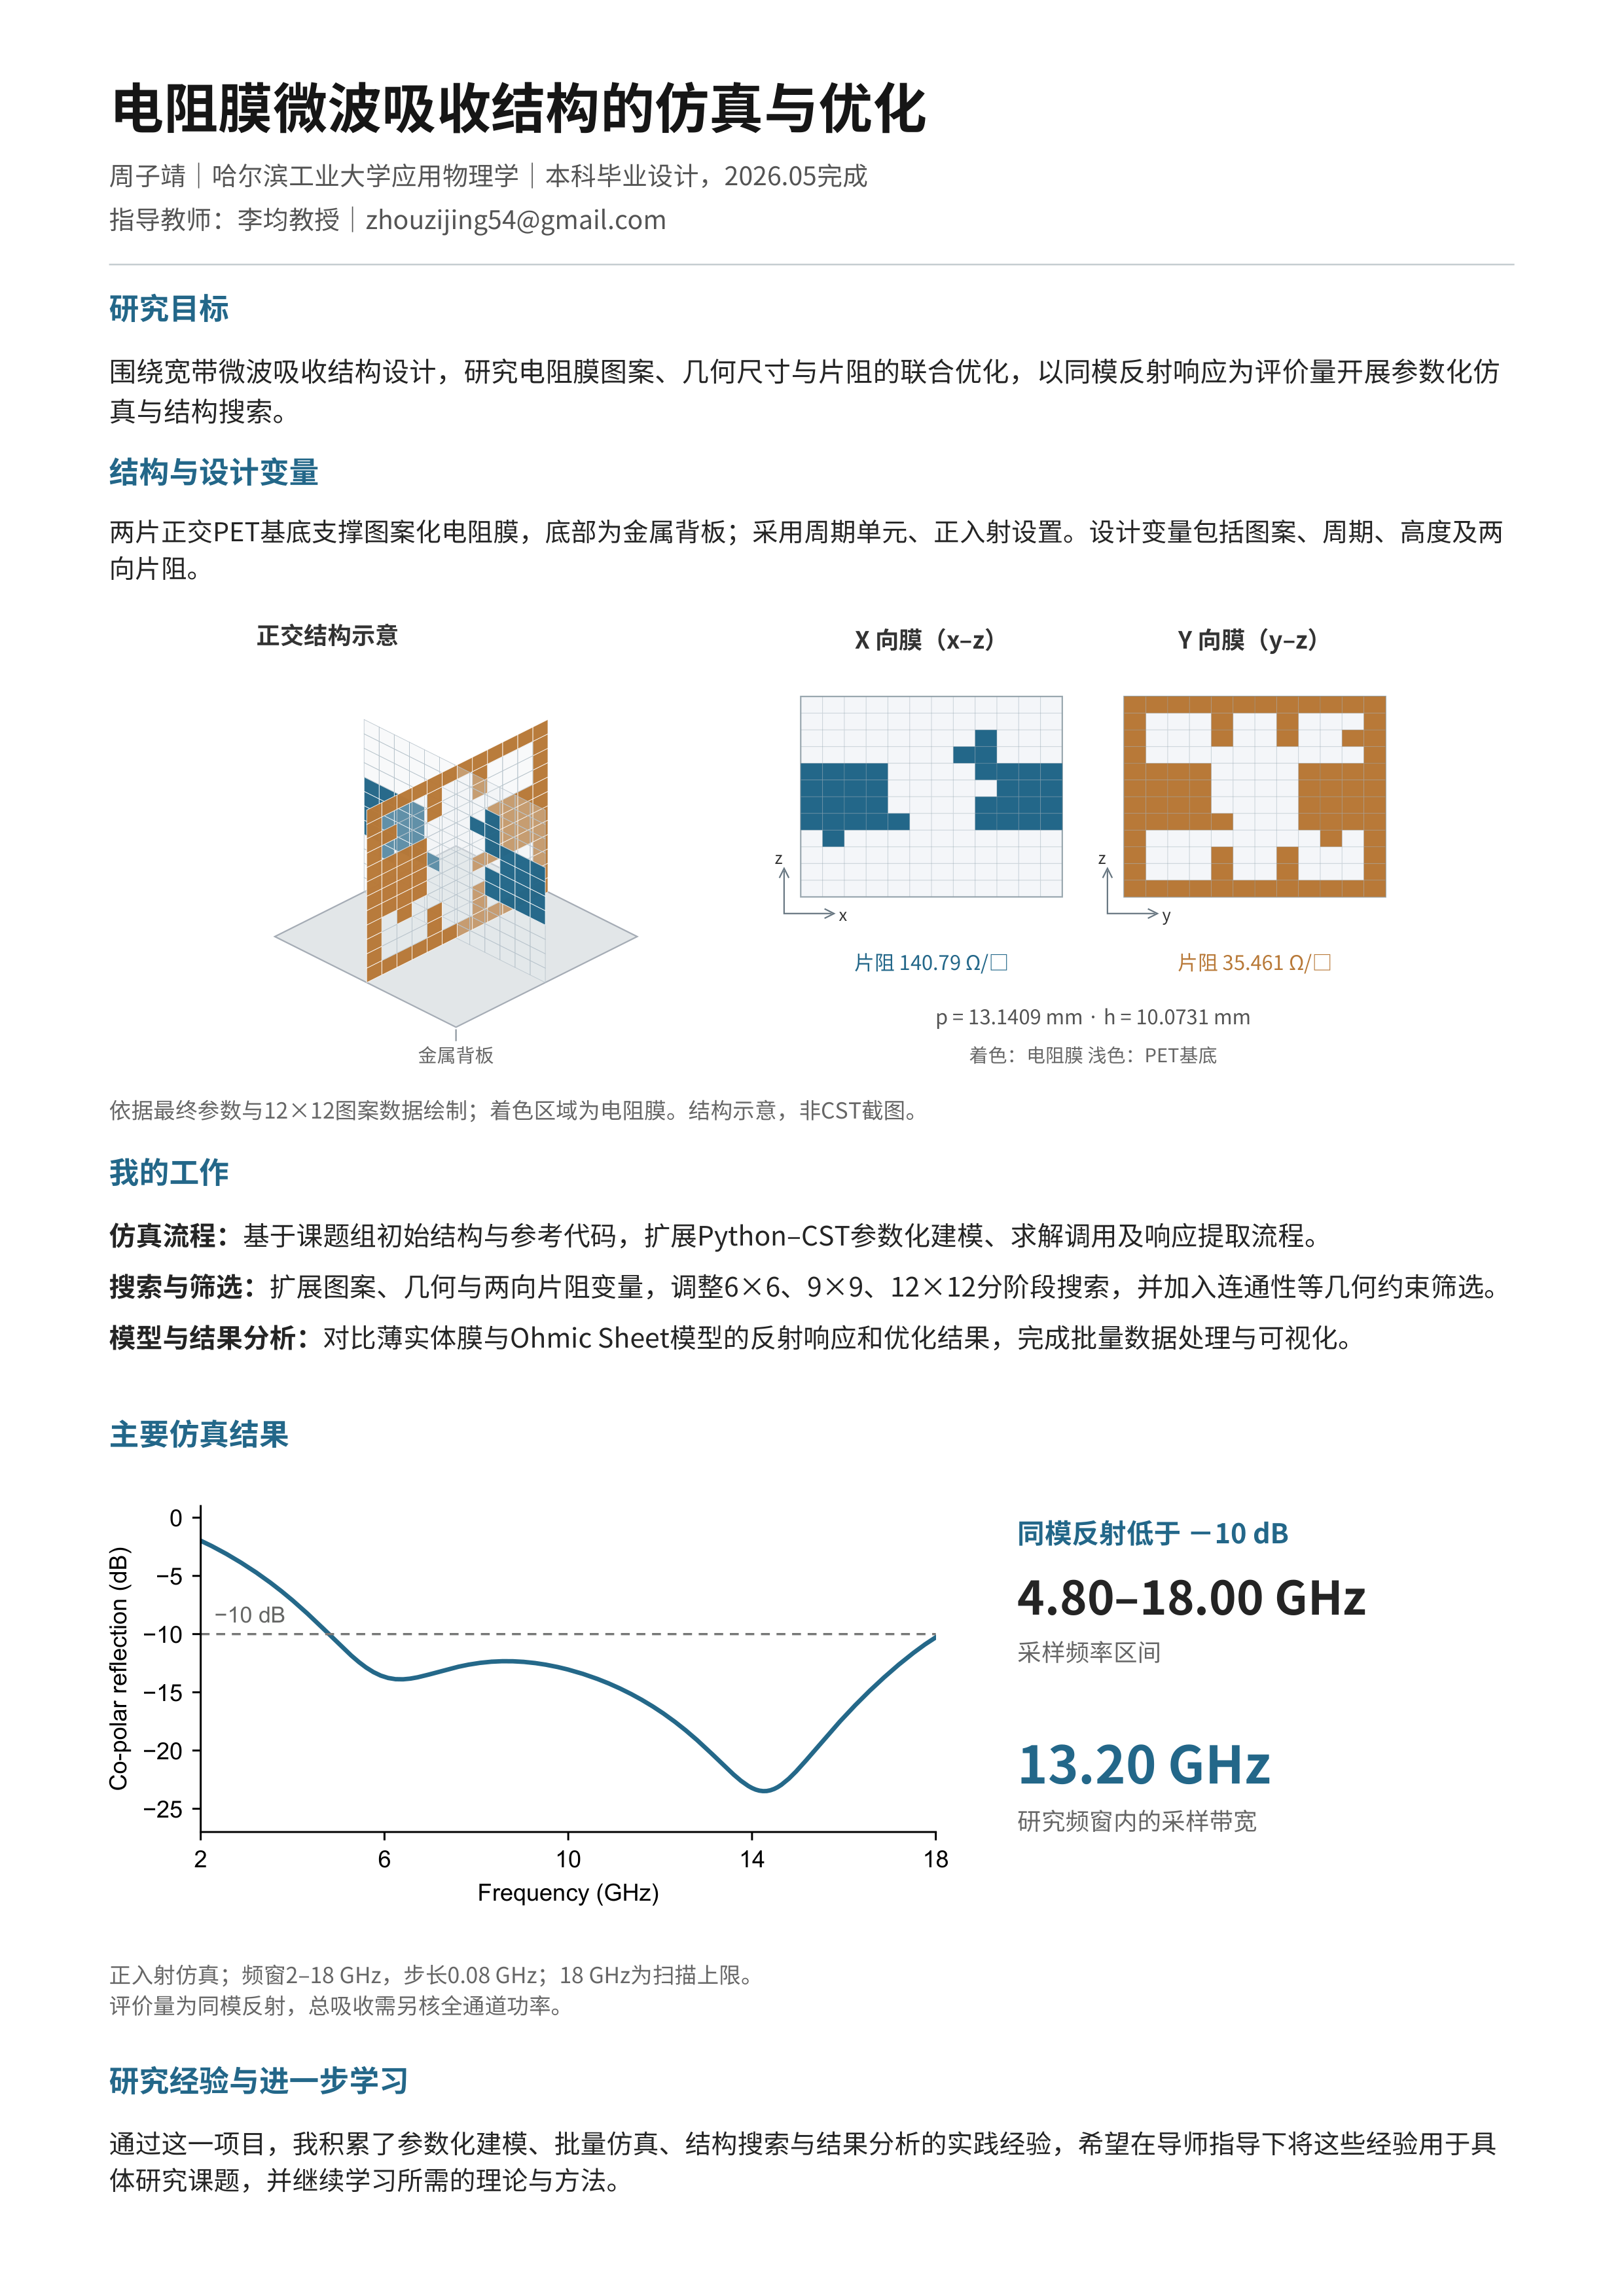 电阻膜微波吸收结构的仿真与优化
周子靖｜哈尔滨工业大学应用物理学｜本科毕业设计，2026.05完成
指导教师：李均教授｜zhouzijing54@gmail.com
研究目标
围绕宽带微波吸收结构设计，研究电阻膜图案、几何尺寸与片阻的联合优化，以同模反射响应为评价量开展参数化仿
真与结构搜索。
结构与设计变量
两片正交PET基底支撑图案化电阻膜，底部为金属背板；采用周期单元、正入射设置。设计变量包括图案、周期、高度及两
向片阻。
正交结构示意
金属背板
X 向膜（x–z）
z
x
片阻 140.79 Ω/□
Y 向膜（y–z）
z
y
片阻 35.461 Ω/□
p = 13.1409 mm · h = 10.0731 mm
着色：电阻膜 浅色：PET基底
依据最终参数与12×12图案数据绘制；着色区域为电阻膜。结构示意，非CST截图。
我的工作
仿真流程：基于课题组初始结构与参考代码，扩展Python–CST参数化建模、求解调用及响应提取流程。
搜索与筛选：扩展图案、几何与两向片阻变量，调整6×6、9×9、12×12分阶段搜索，并加入连通性等几何约束筛选。
模型与结果分析：对比薄实体膜与Ohmic Sheet模型的反射响应和优化结果，完成批量数据处理与可视化。
主要仿真结果
Co-polar reflection (dB)
0
−5
−10
−15
−20
−25
−10 dB
2
6
10
14
18
Frequency (GHz)
同模反射低于 −10 dB
4.80–18.00 GHz
采样频率区间
13.20 GHz
研究频窗内的采样带宽
正入射仿真；频窗2–18 GHz，步长0.08 GHz；18 GHz为扫描上限。
评价量为同模反射，总吸收需另核全通道功率。
研究经验与进一步学习
通过这一项目，我积累了参数化建模、批量仿真、结构搜索与结果分析的实践经验，希望在导师指导下将这些经验用于具
体研究课题，并继续学习所需的理论与方法。